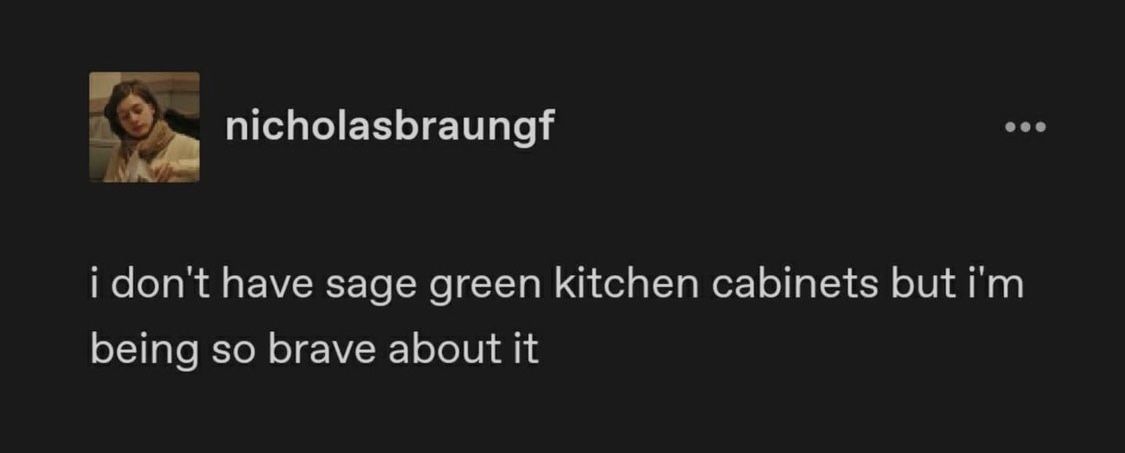 nicholasbraungf
i don't have sage green kitchen cabinets but i'm
being so brave about it